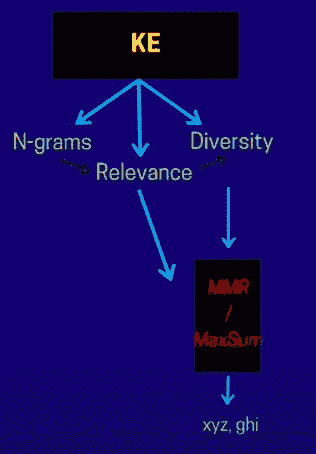 KE
N-grams
Diversity
Relevance
MMR
/
MaxSum
xyz, ghi